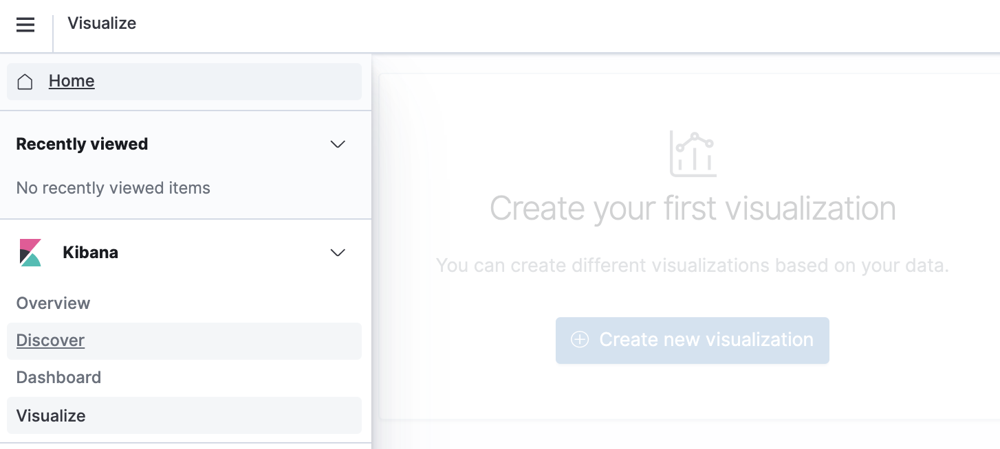 Visualize
Home
Recently viewed
No recently viewed items
Kibana
Overview
Discover
Dashboard
Visualize
Create your first visualization
You can create different visualizations based on your data.
Create new visualization